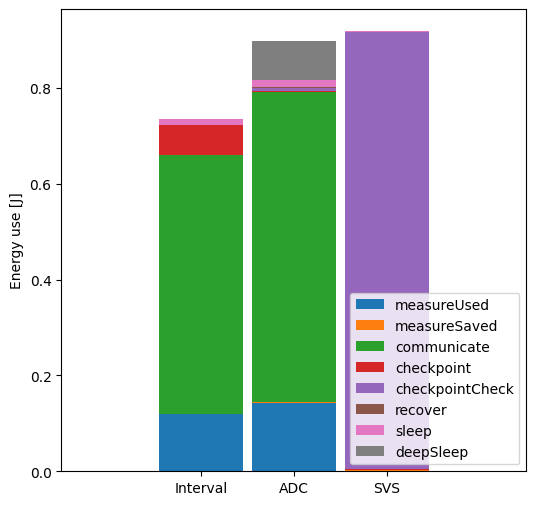 Energy use [J]
0.8
0.6
0.4
0.2
0.0
Interval
ADC
SVS
measureUsed
measureSaved
communicate
checkpoint
checkpointCheck
recover
sleep
deepSleep